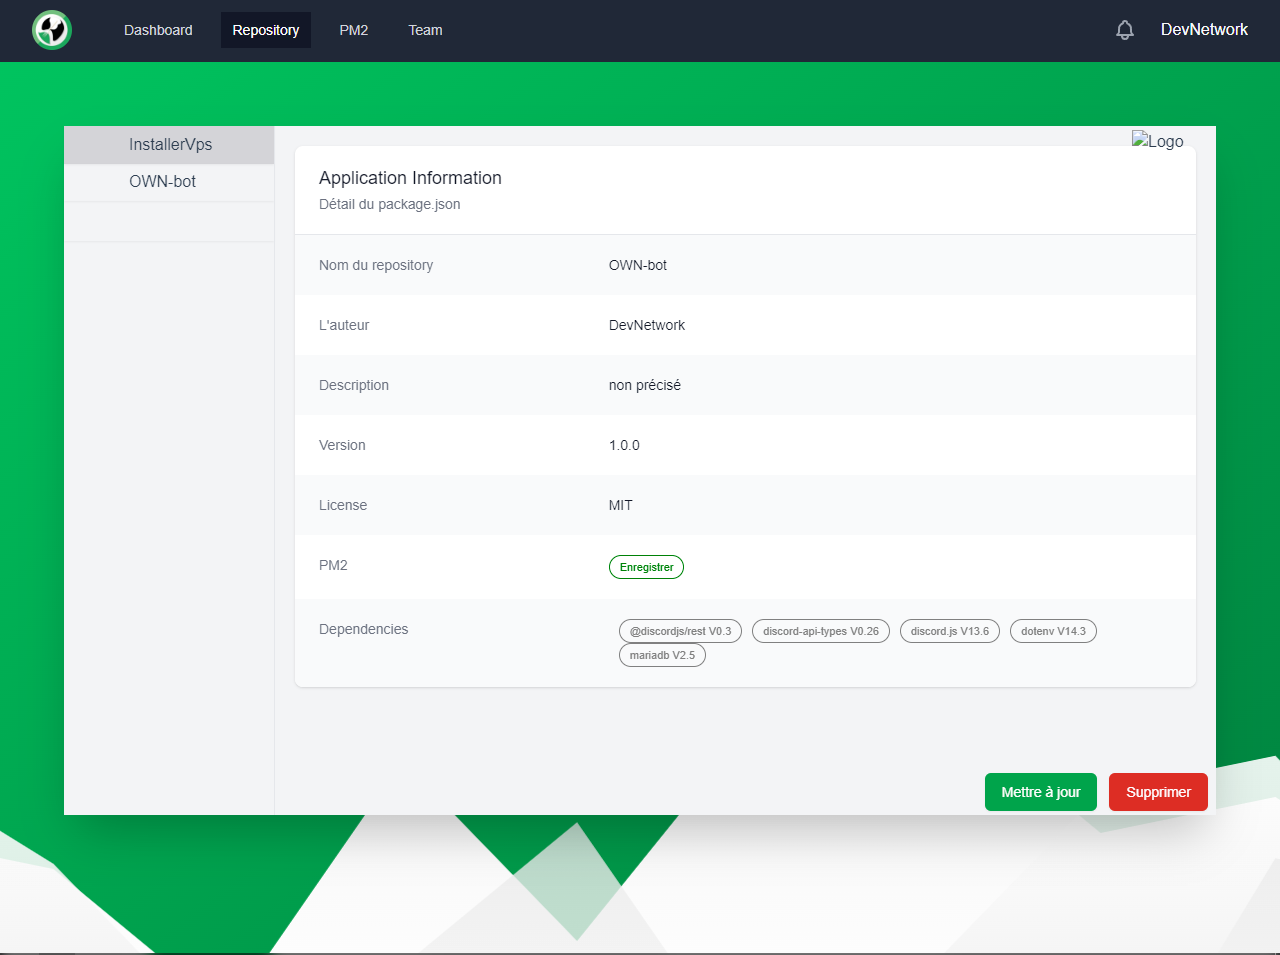 Dashboard Repository PM2 Team DevNetwork
InstallerVps
OWN-bot
Logo
Application Information
Détail du package.json
Nom du repository OWN-bot
L'auteur DevNetwork
Description non précisé
Version 1.0.0
License MIT
PM2 Enregistrer
Dependencies @discordjs/rest V0.3 discord-api-types V0.26 discord.js V13.6 dotenv V14.3
mariadb V2.5
Mettre à jour Supprimer